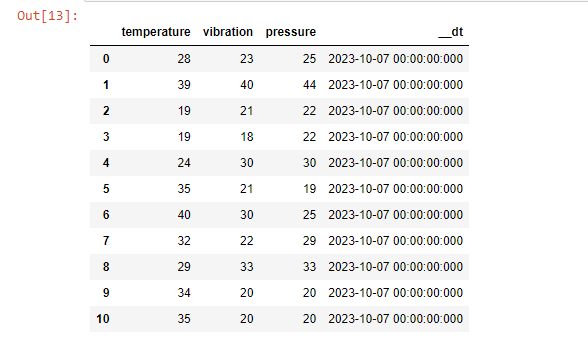 Out[13]:
temperature vibration pressure __dt
0 28 23 25 2023-10-07 00:00:00:000
1 39 40 44 2023-10-07 00:00:00:000
2 19 21 22 2023-10-07 00:00:00:000
3 19 18 22 2023-10-07 00:00:00:000
4 24 30 30 2023-10-07 00:00:00:000
5 35 21 19 2023-10-07 00:00:00:000
6 40 30 25 2023-10-07 00:00:00:000
7 32 22 29 2023-10-07 00:00:00:000
8 29 33 33 2023-10-07 00:00:00:000
9 34 20 20 2023-10-07 00:00:00:000
10 35 20 20 2023-10-07 00:00:00:000